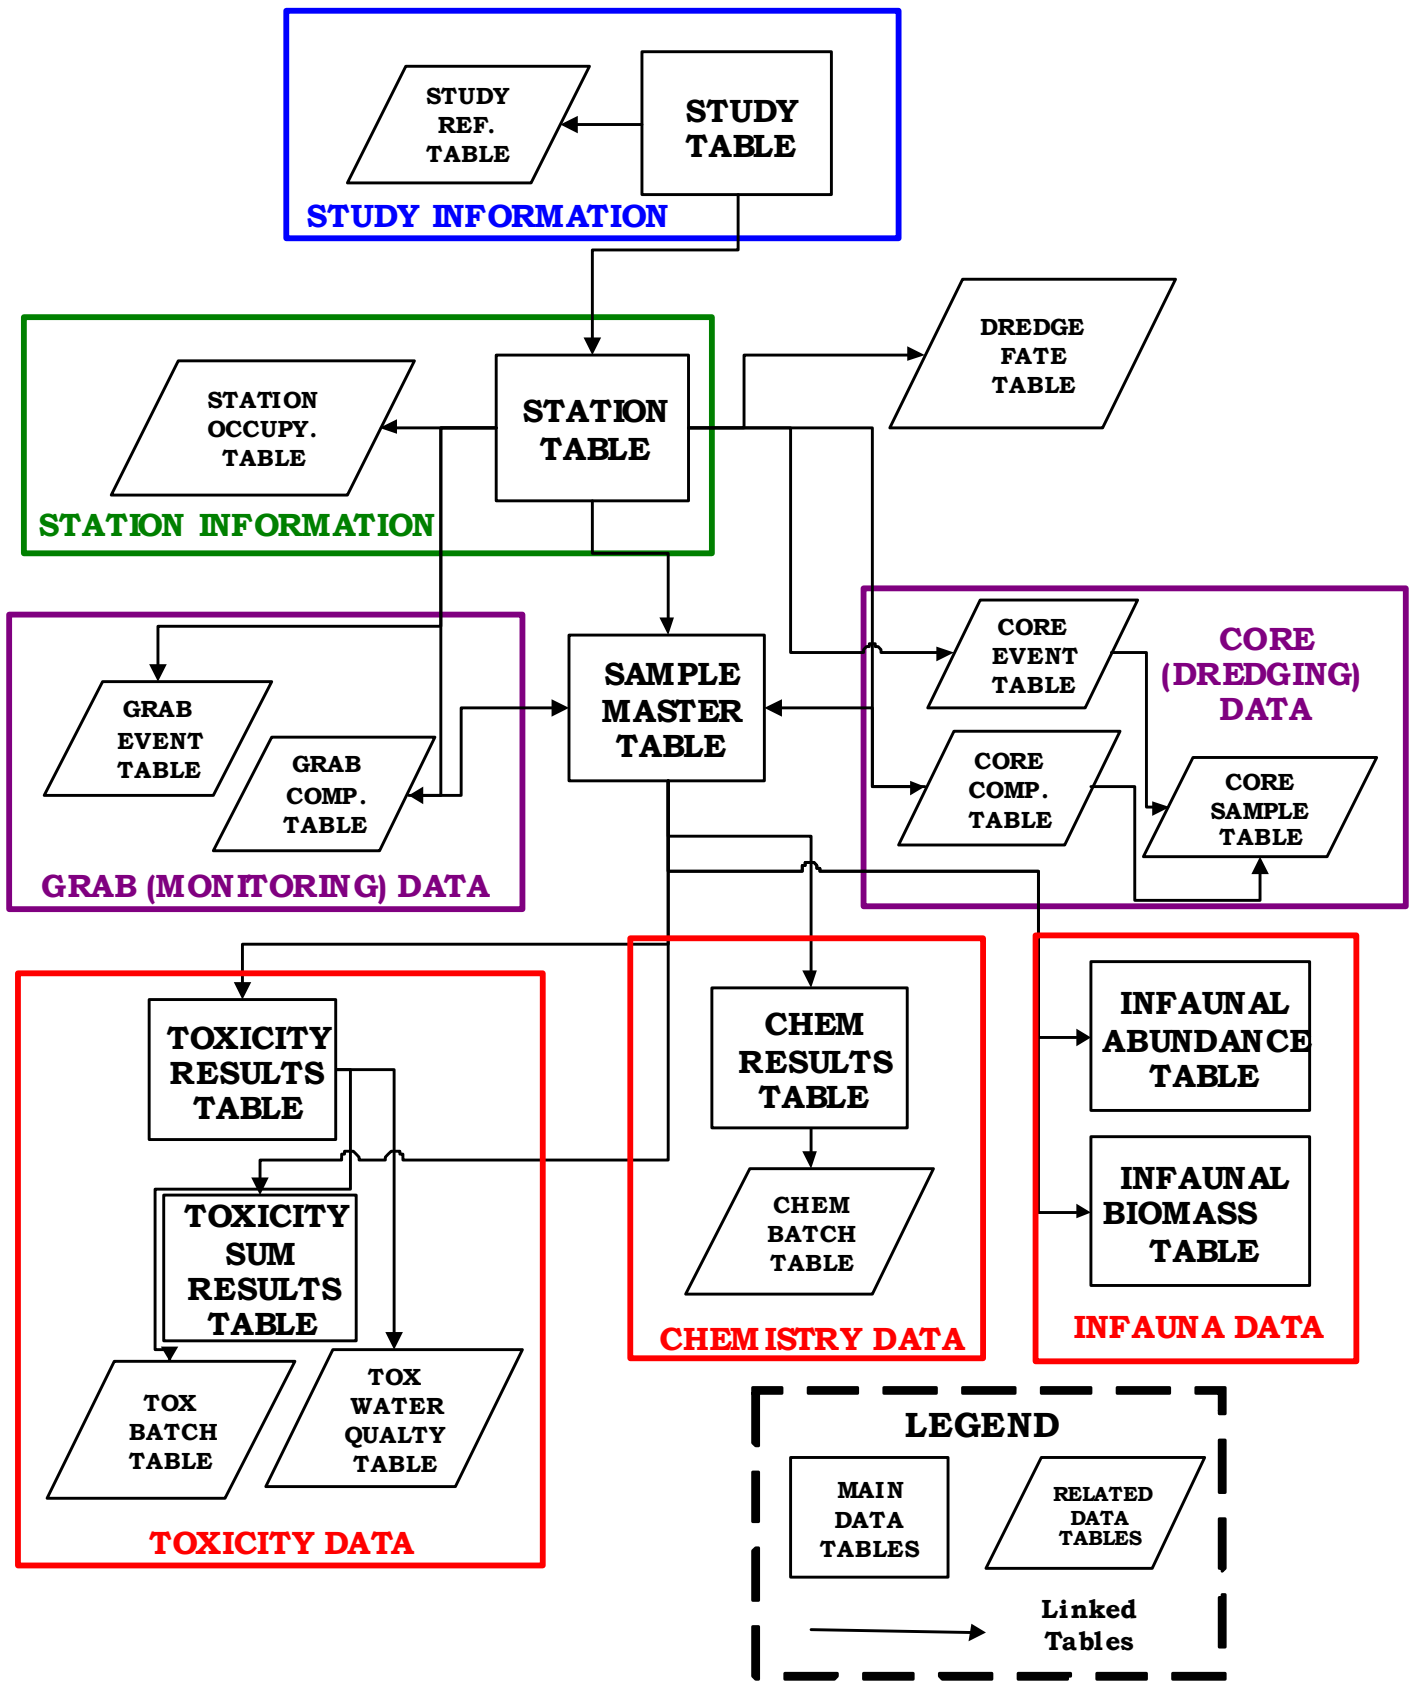 STUDY
REF.
TABLE
STUDY
TABLE
STUDY INFORMATION
DREDGE
FATE
TABLE
STATION
OCCUPY.
TABLE
STATION
TABLE
STATION INFORMATION
GRAB
EVENT
TABLE
GRAB
COMP.
TABLE
GRAB (MONITORING) DATA
SAMPLE
MASTER
TABLE
CORE
EVENT
TABLE
CORE
(DREDGING)
DATA
CORE
COMP.
TABLE
CORE
SAMPLE
TABLE
TOXICITY
RESULTS
TABLE
TOXICITY
SUM
RESULTS
TABLE
TOX
BATCH
TABLE
TOX
WATER
QUALTY
TABLE
TOXICITY DATA
CHEM
RESULTS
TABLE
CHEM
BATCH
TABLE
CHEMISTRY DATA
INFAUNAL
ABUNDANCE
TABLE
INFAUNAL
BIOMASS
TABLE
INFAUNA DATA
LEGEND
MAIN
DATA
TABLES
RELATED
DATA
TABLES
Linked
Tables